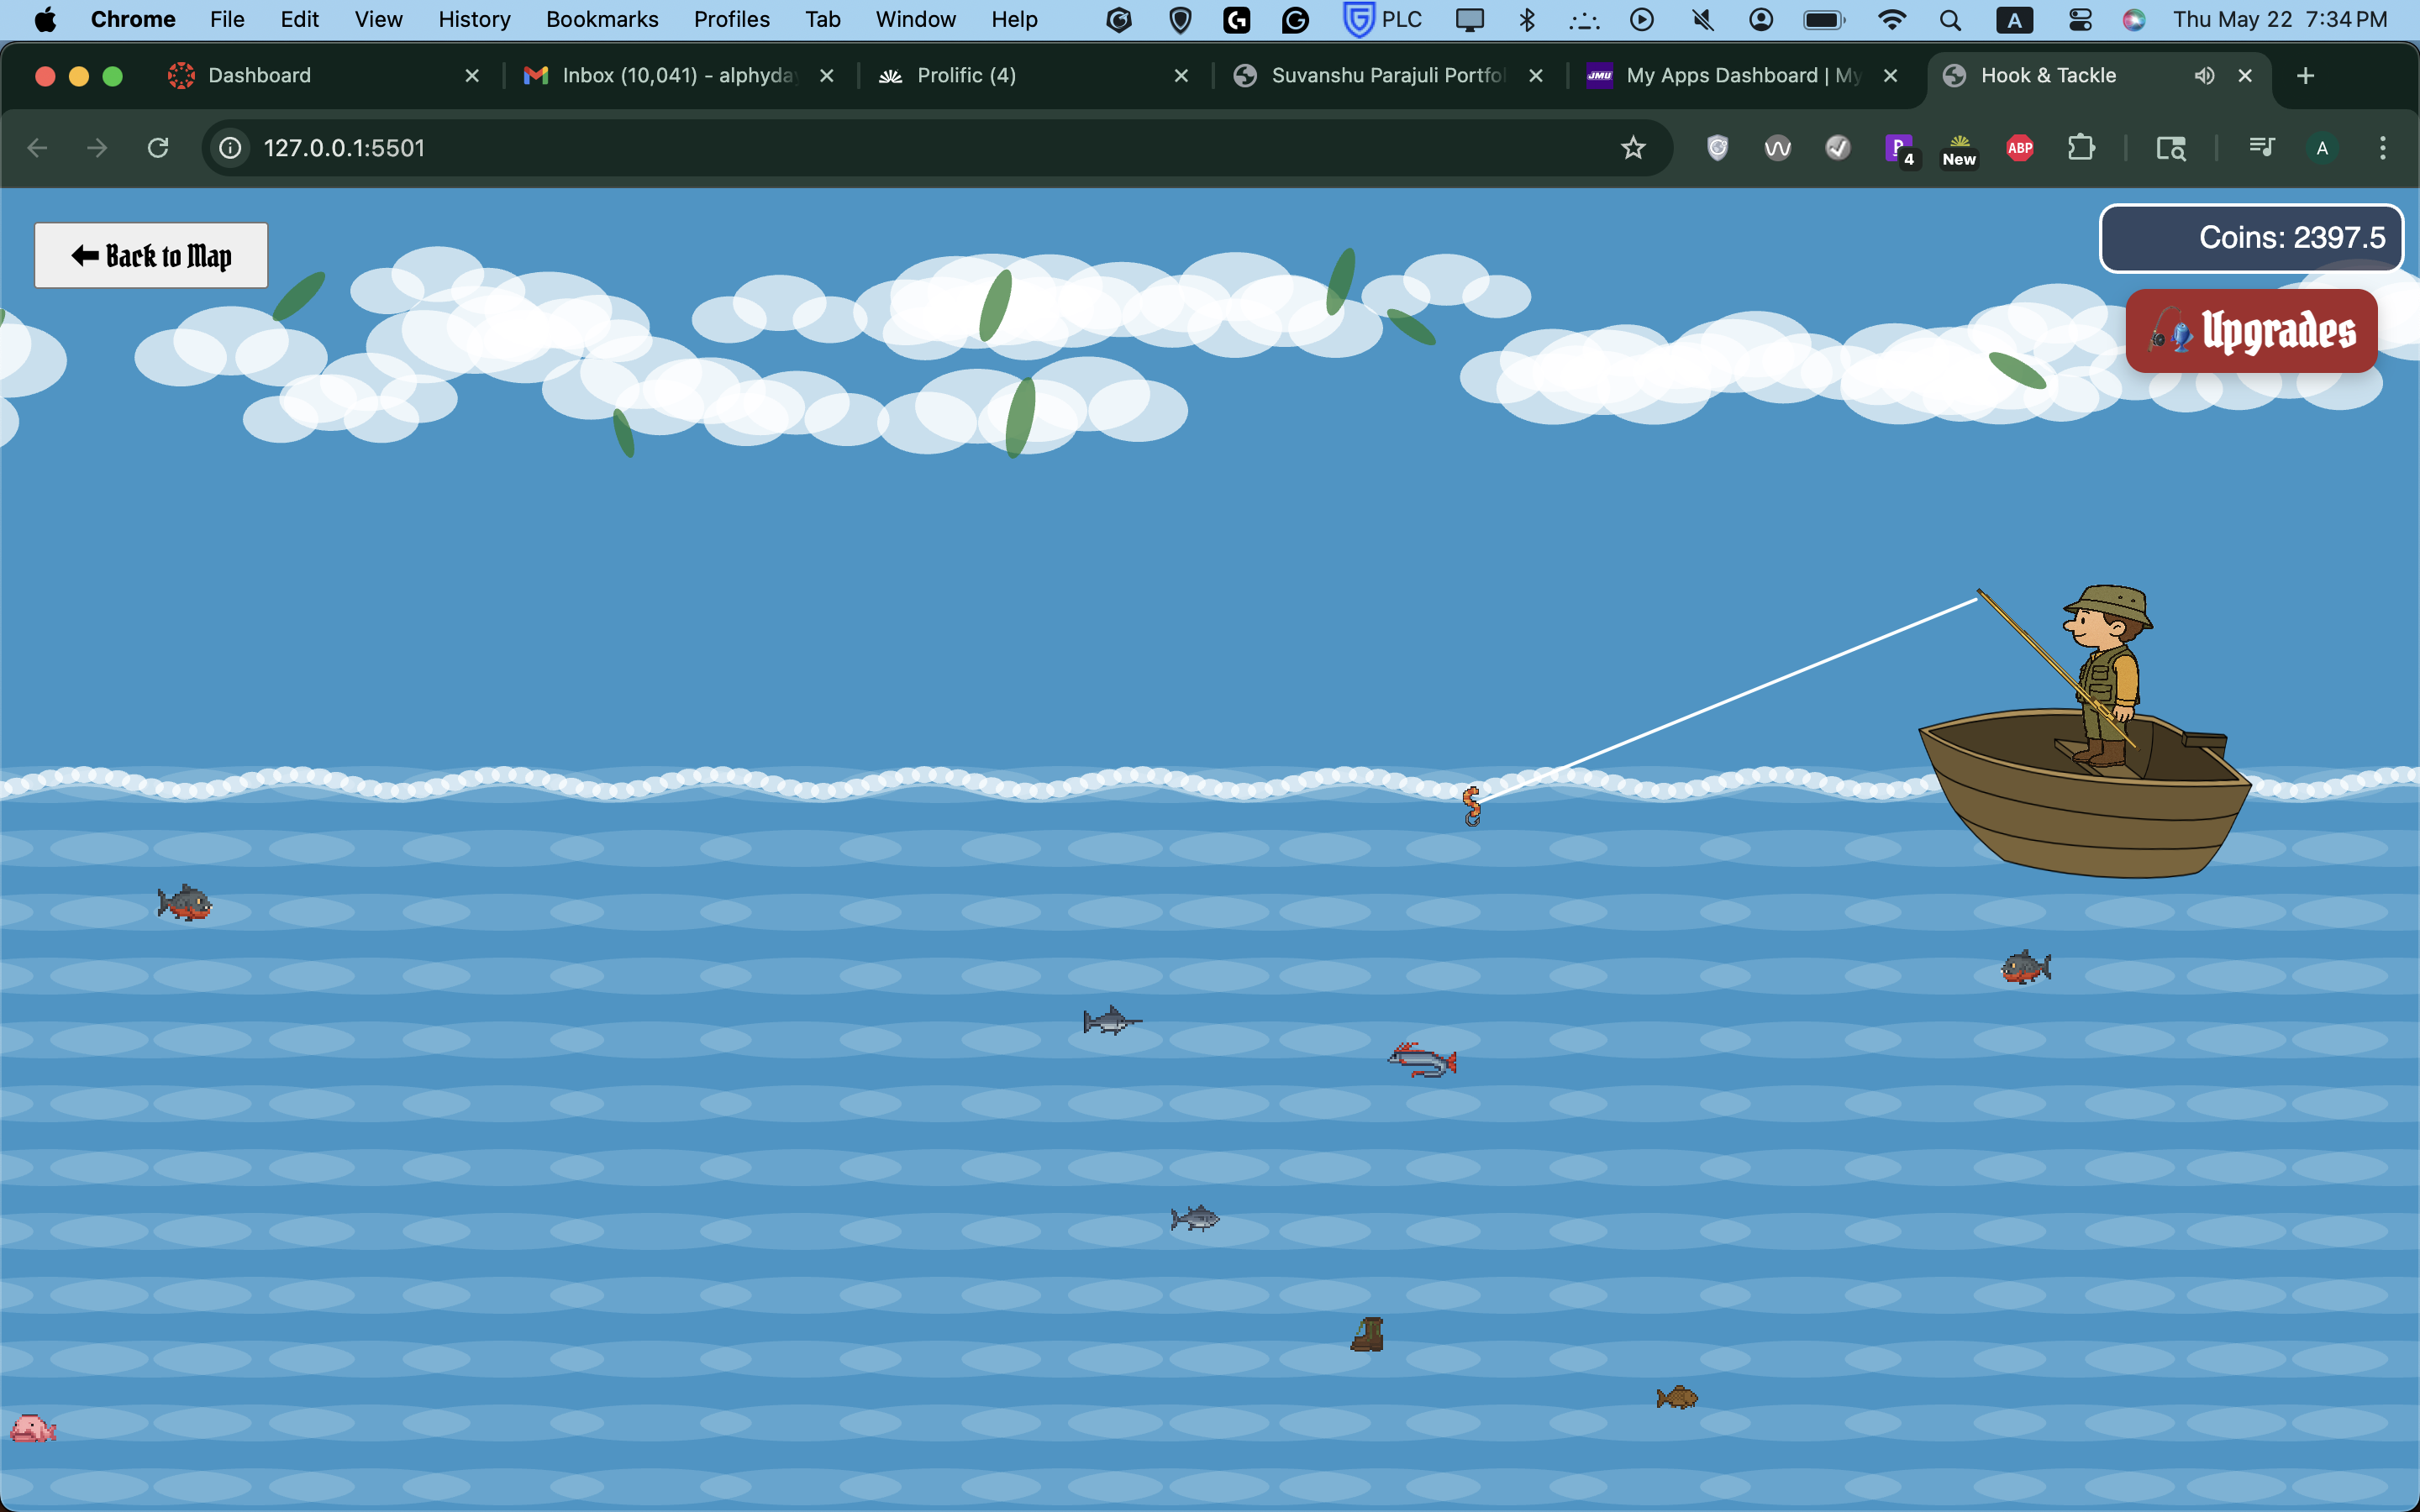 Chrome File Edit View History Bookmarks Profiles Tab Window Help PLC A Thu May 22 7:34 PM
Dashboard Inbox (10,041) - alphyda Prolific (4) Suvanshu Parajuli Portfol JMU My Apps Dashboard | My Hook & Tackle
127.0.0.1:5501 4 New ABP A
Back to Map
Coins: 2397.5
Upgrades